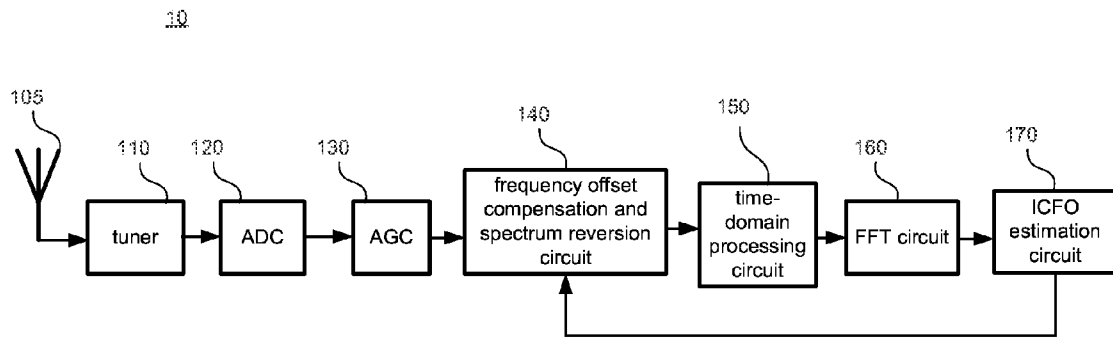 10
105
110
120
130
140
150
160
170
tuner
ADC
AGC
frequency offset
compensation and
spectrum reversion
circuit
time-
domain
processing
circuit
FFT circuit
ICFO
estimation
circuit